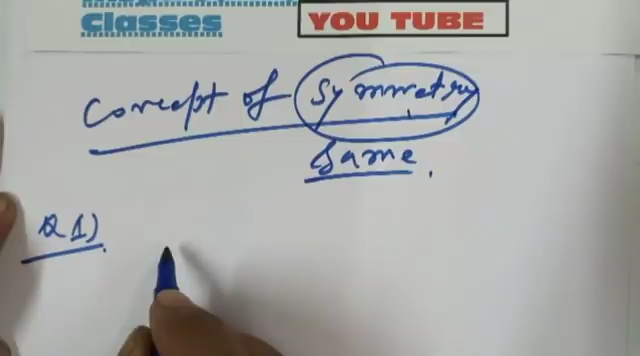 Classes
YOU TUBE
Concept of Symmetry
Same.
Q1)